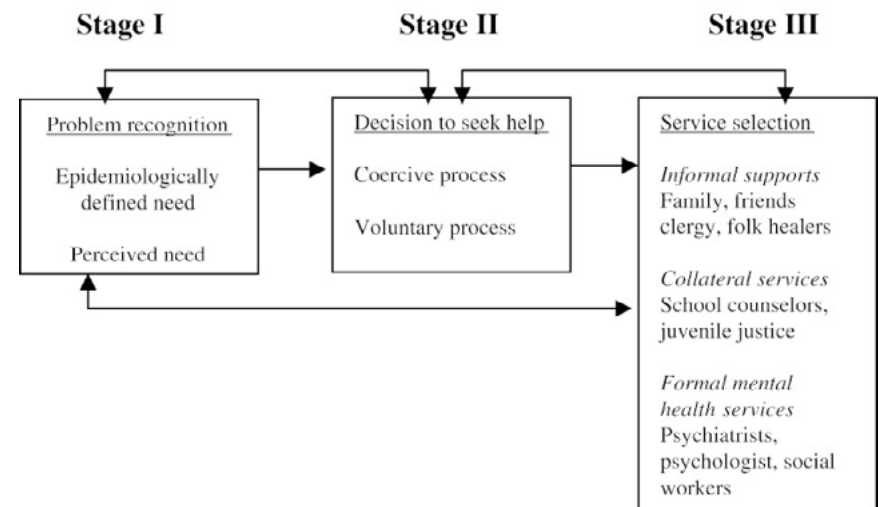 Stage I
Stage II
Stage III
Problem recognition
Epidemiologically
defined need
Perceived need
Decision to seek help
Coercive process
Voluntary process
Service selection
Informal supports
Family, friends
clergy, folk healers
Collateral services
School counselors,
juvenile justice
Formal mental
health services
Psychiatrists,
psychologist, social
workers